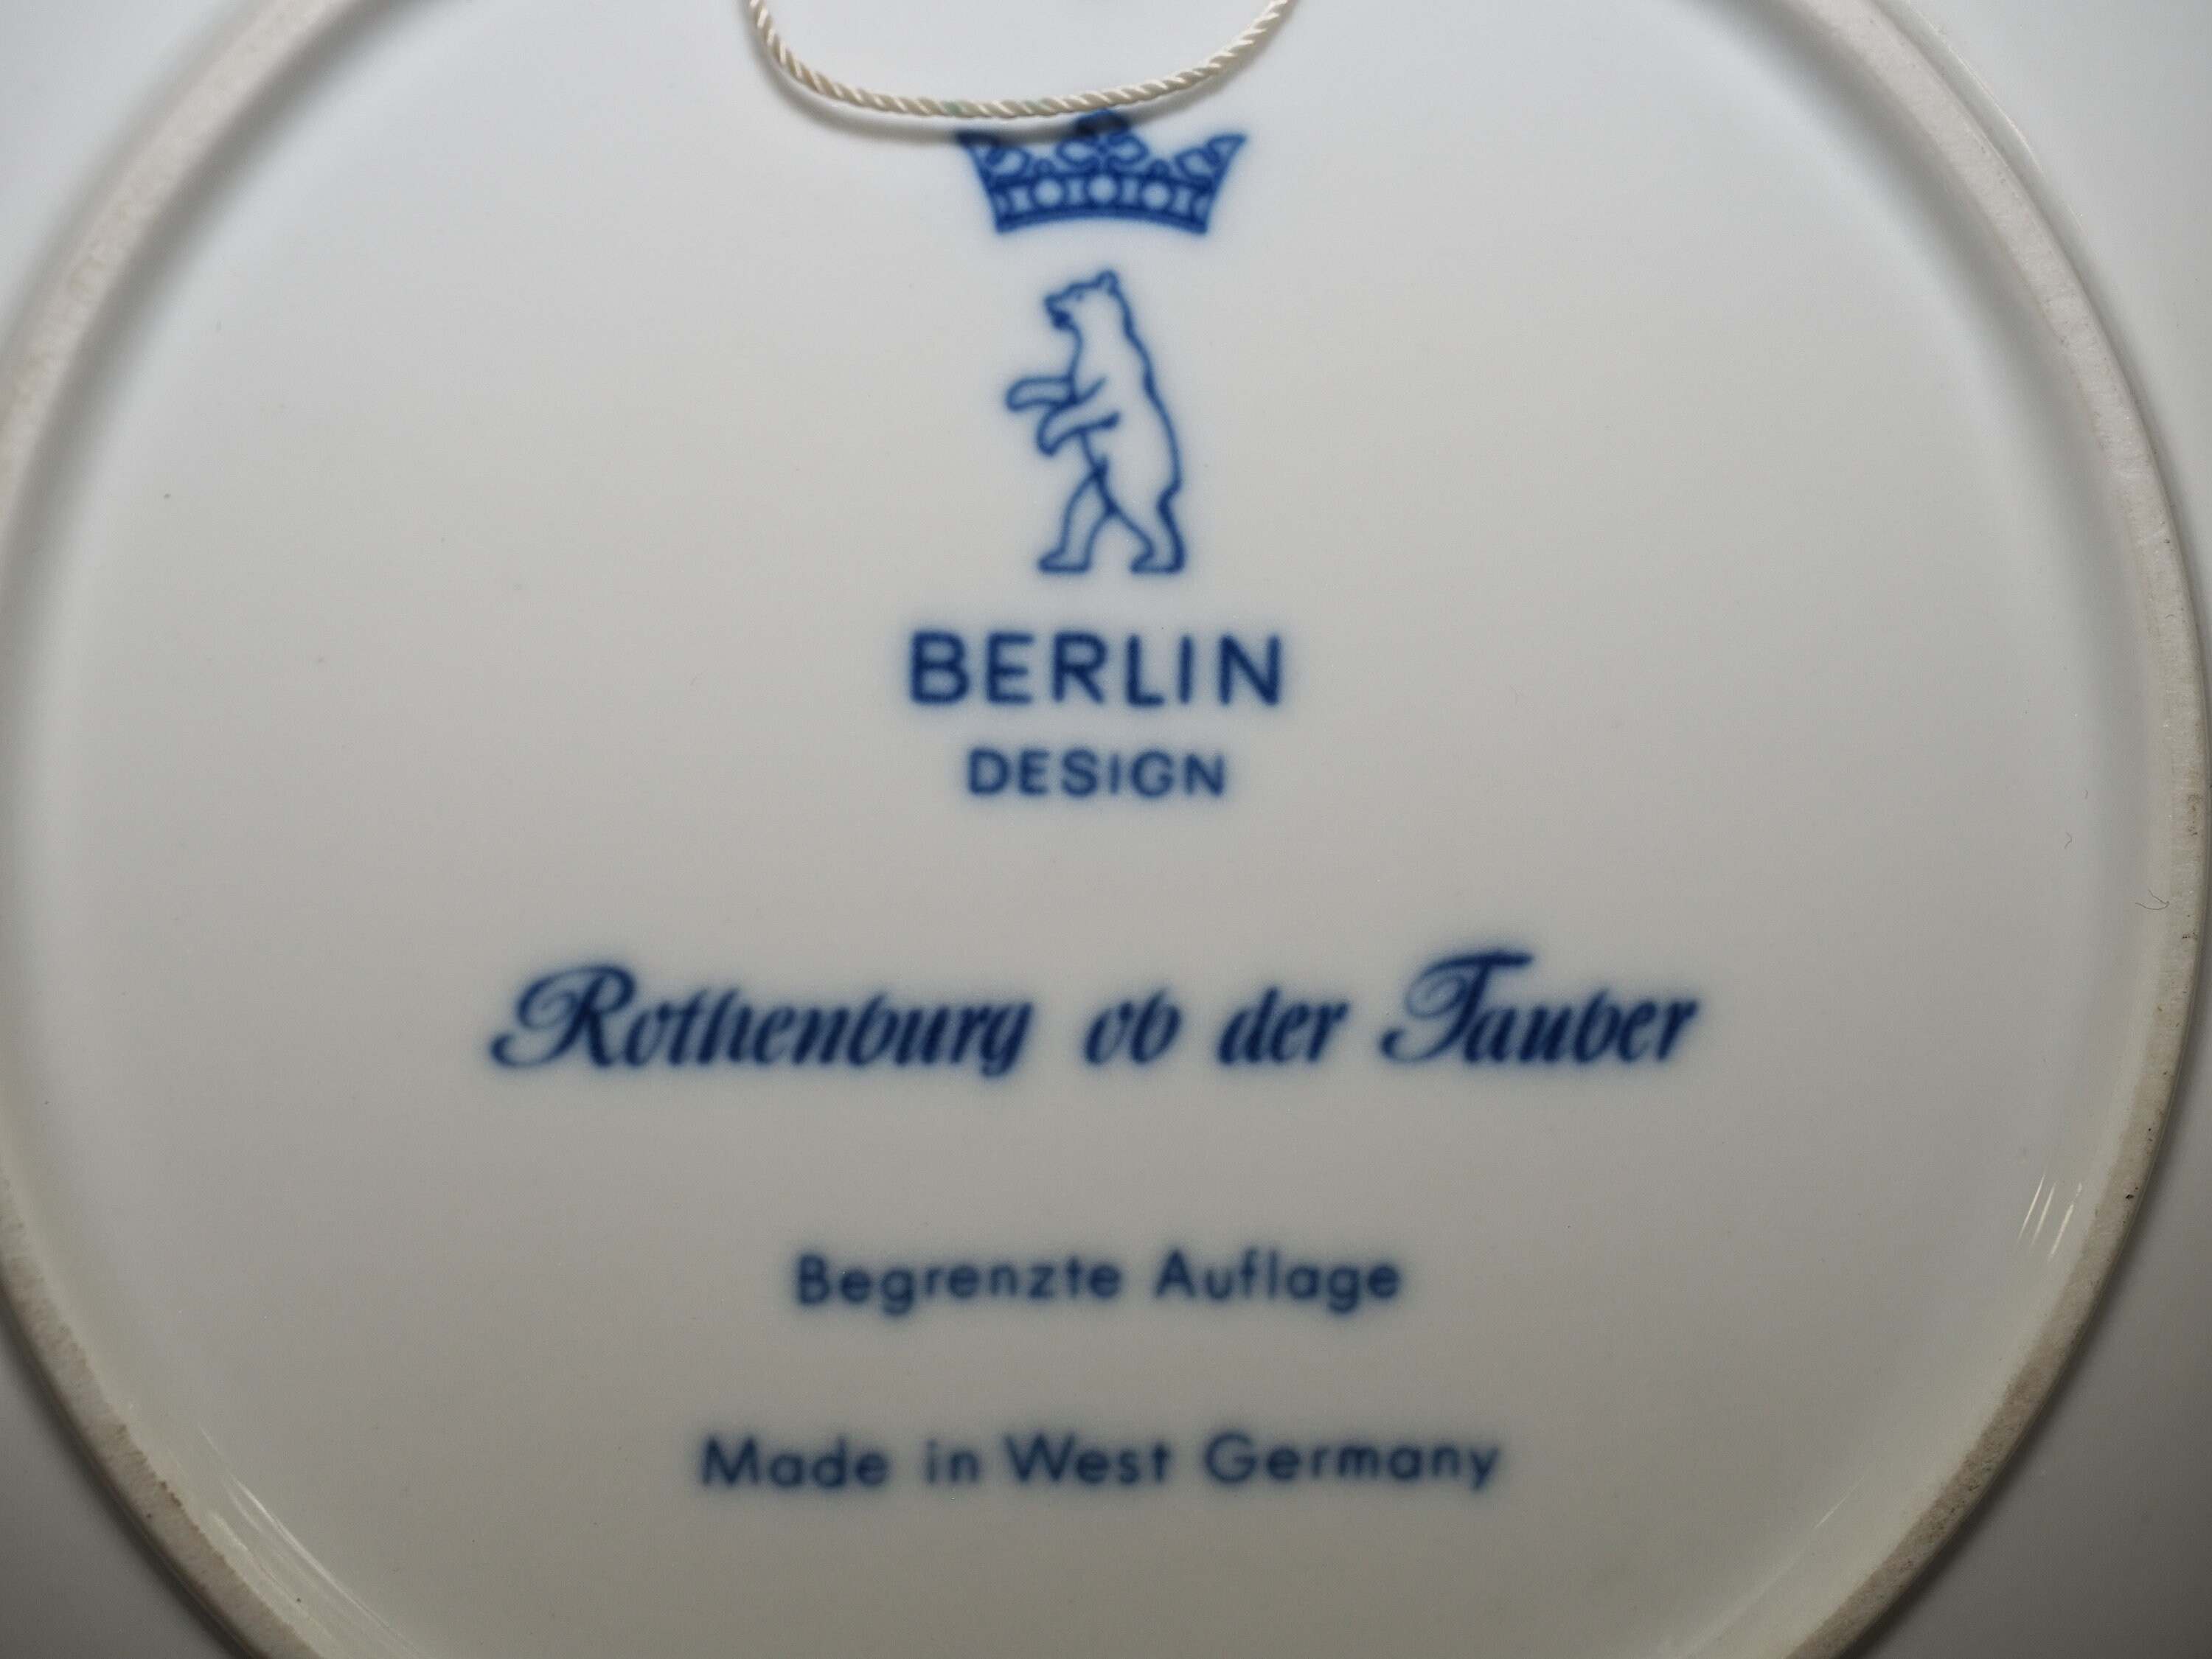 BERLIN
DESIGN
Rothenburg ob der Tauber
Begrenzte Auflage
Made in West Germany